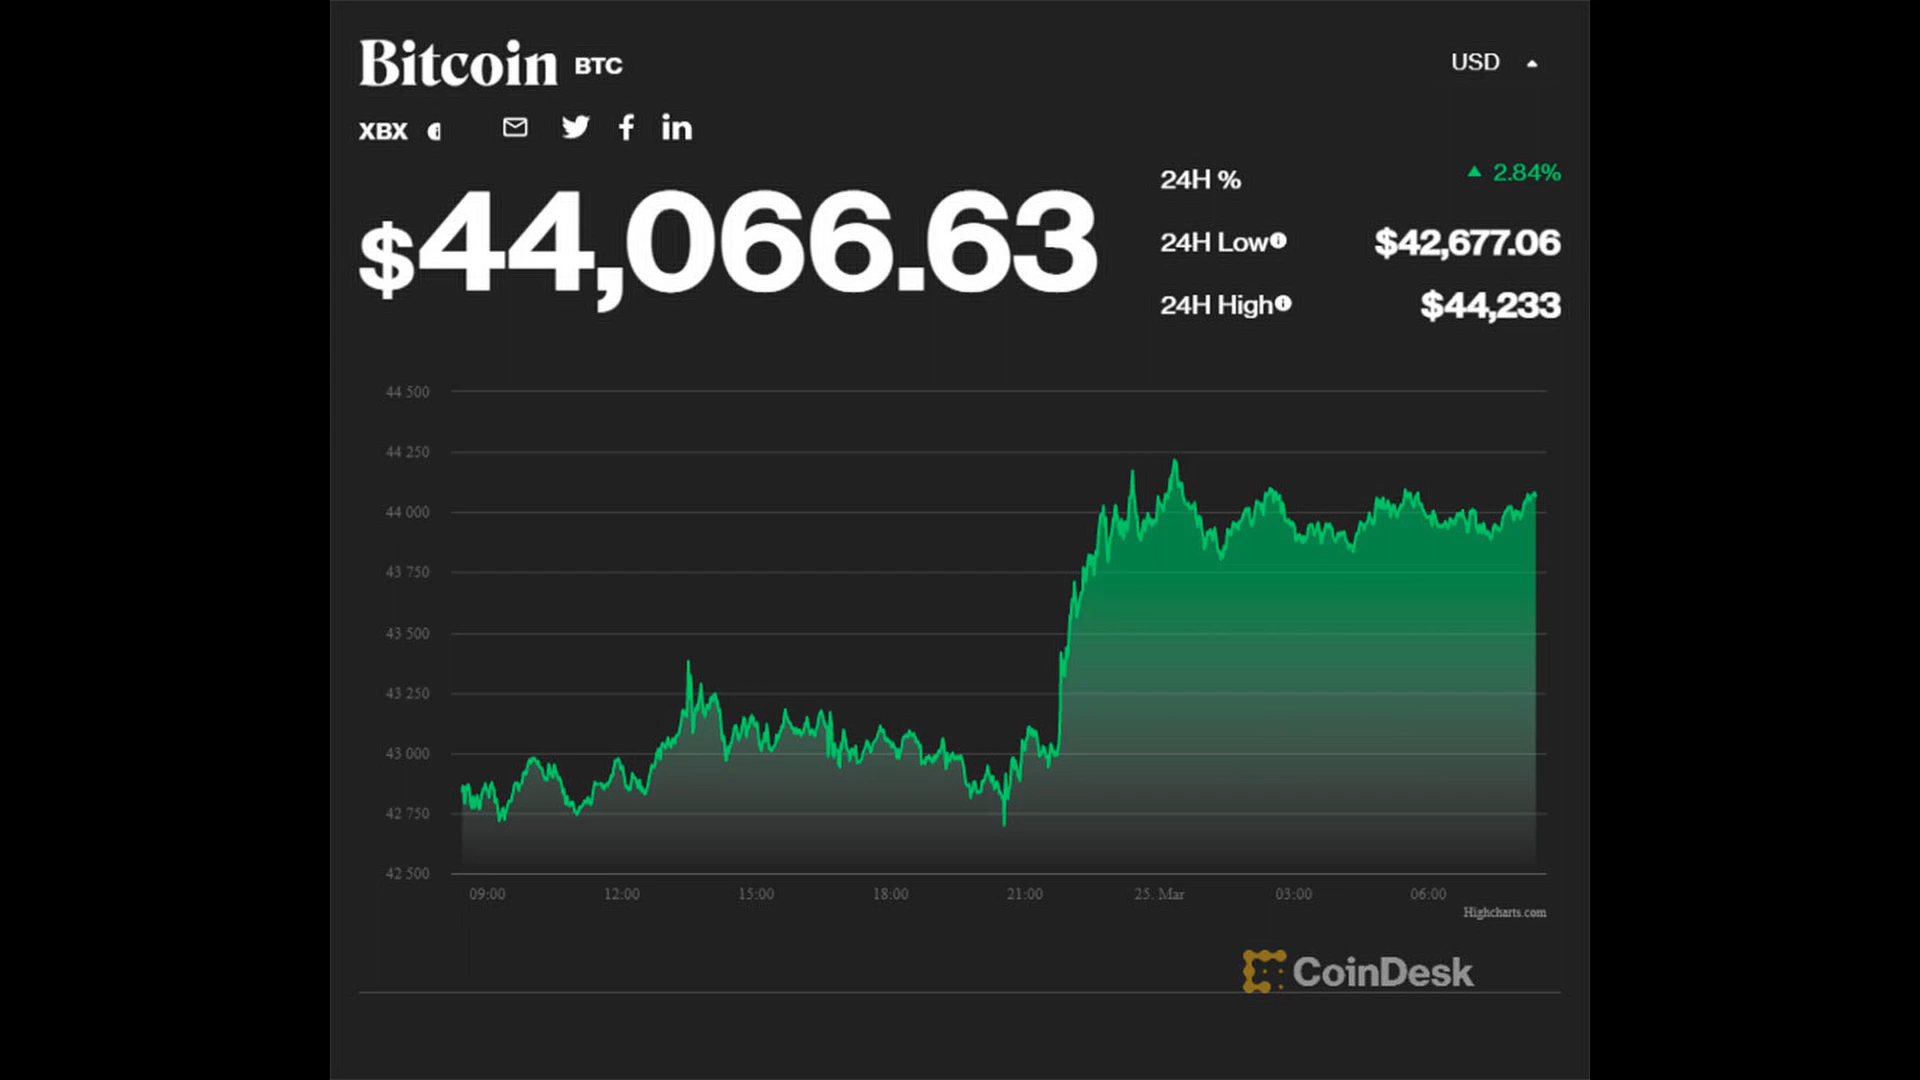 Bitcoin BTC
USD
XBX
24H % 2.84%
$44,066.63
24H Low $42,677.06
24H High $44,233
44 500
44 250
44 000
43 750
43 500
43 250
43 000
42 750
42 500
09:00 12:00 15:00 18:00 21:00 25. Mar 03:00 06:00
Highcharts.com
CoinDesk